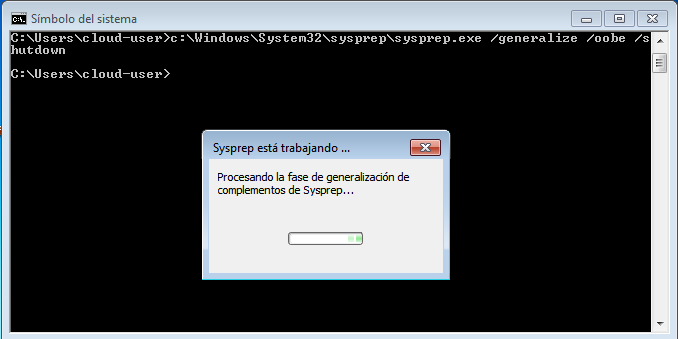 Símbolo del sistema
C:\Users\cloud-user>c:\Windows\System32\sysprep\sysprep.exe /generalize /oobe /s
hutdown
C:\Users\cloud-user>
Sysprep está trabajando ...
Procesando la fase de generalización de
complementos de Sysprep...